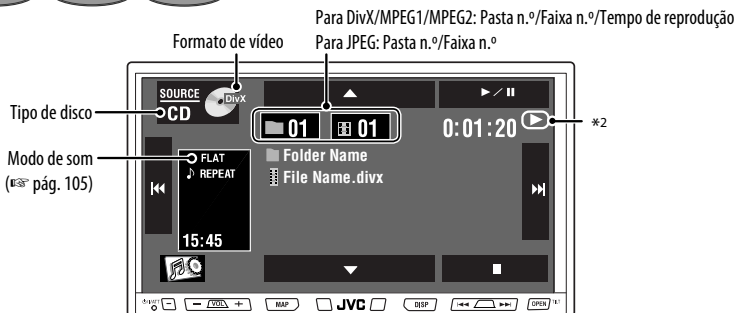 Para DivX/MPEG1/MPEG2: Pasta n.º/Faixa n.º/Tempo de reprodução
Formato de vídeo
Para JPEG: Pasta n.º/Faixa n.º
SOURCE
DivX
Tipo de disco
CD
01
01
0:01:20
*2
Modo de som
(☞ pág. 105)
FLAT
REPEAT
Folder Name
File Name.divx
15:45
VOL
MAP
JVC
DISP
OPEN